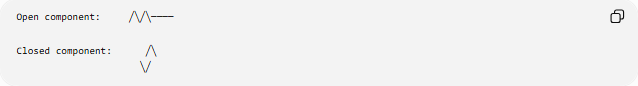 Open component:     /\/\────
Closed component:      /\
                      \/